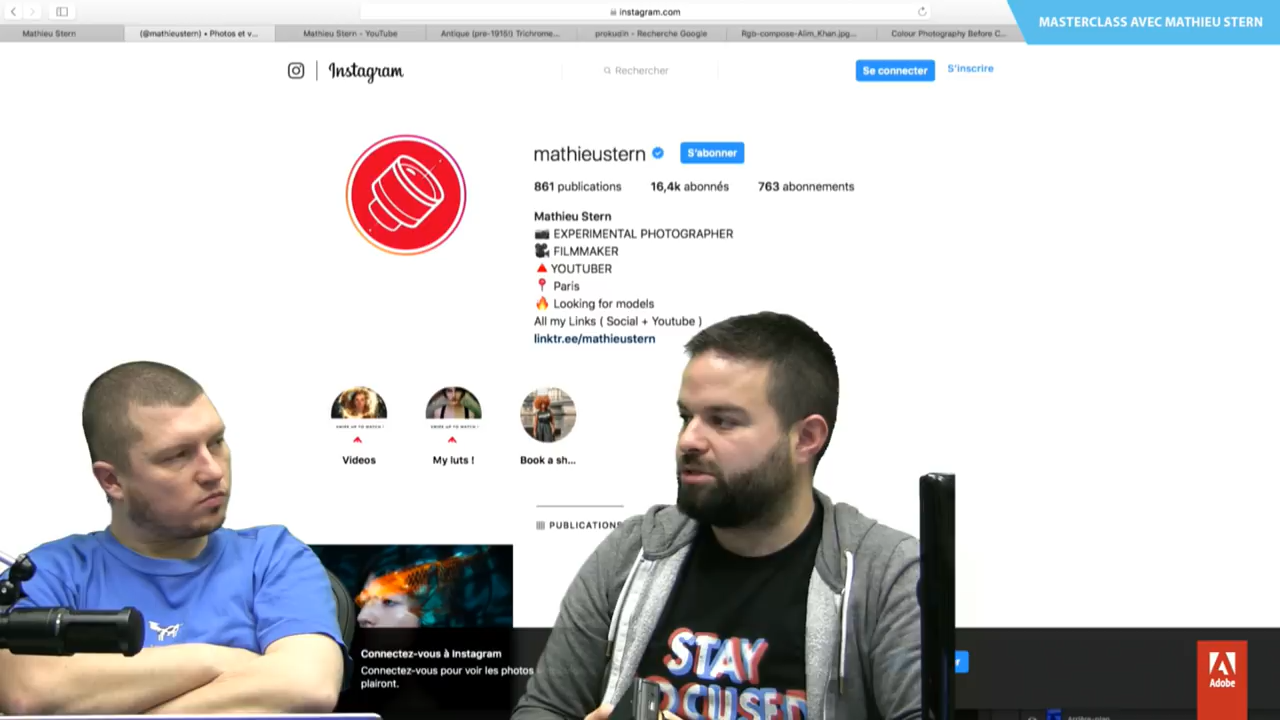 instagram.com
MASTERCLASS AVEC MATHIEU STERN
Mathieu Stern
(@mathieustern) • Photos et v...
Mathieu Stern - YouTube
Antique (pre-1915!) Trichrome...
prokudin - Recherche Google
Rgb-compose-Alim_Khan.jpg...
Colour Photography Before C...
Instagram
Rechercher
Se connecter
S'inscrire
mathieustern
S'abonner
861 publications
16,4k abonnés
763 abonnements
Mathieu Stern
EXPERIMENTAL PHOTOGRAPHER
FILMMAKER
YOUTUBER
Paris
Looking for models
All my Links ( Social + Youtube )
linktr.ee/mathieustern
Videos
My luts !
Book a sh...
PUBLICATIONS
Connectez-vous à Instagram
Connectez-vous pour voir les photos
plairont.
STAY
Adobe